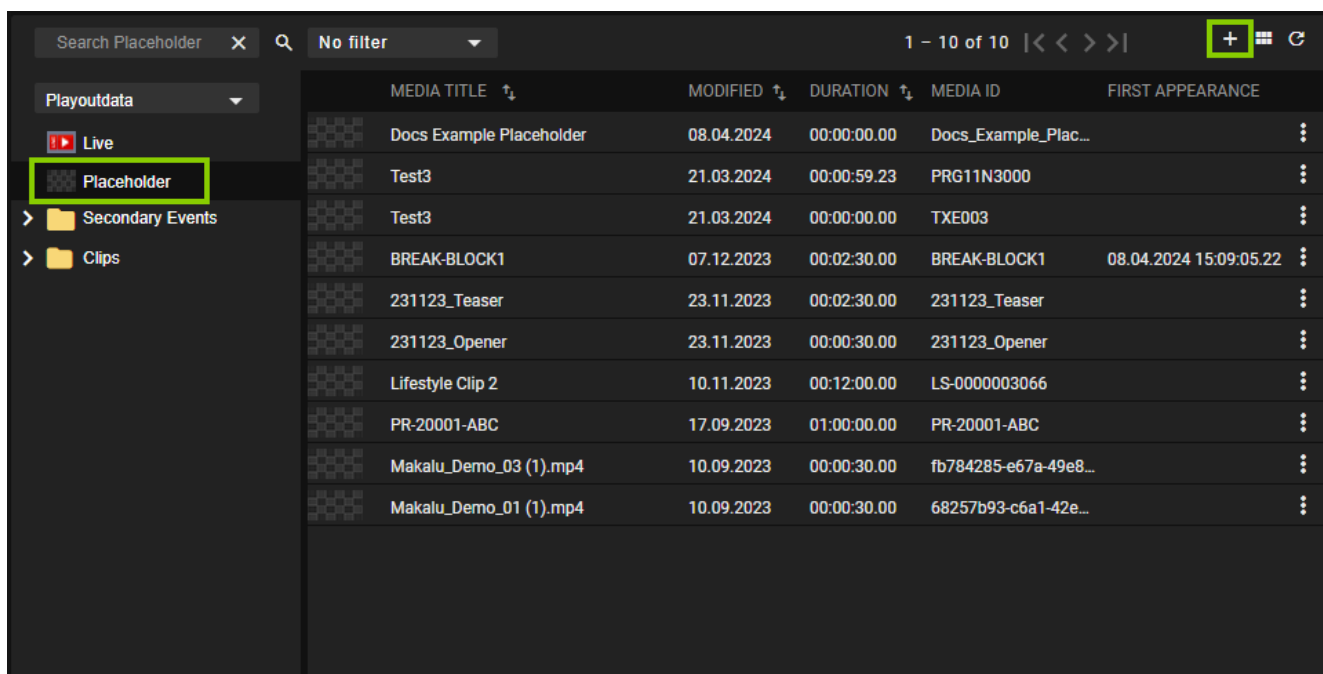 Search Placeholder No filter 1 – 10 of 10
Playoutdata MEDIA TITLE MODIFIED DURATION MEDIA ID FIRST APPEARANCE
Live Docs Example Placeholder 08.04.2024 00:00:00.00 Docs_Example_Plac...
Placeholder Test3 21.03.2024 00:00:59.23 PRG11N3000
Secondary Events Test3 21.03.2024 00:00:00.00 TXE003
Clips BREAK-BLOCK1 07.12.2023 00:02:30.00 BREAK-BLOCK1 08.04.2024 15:09:05.22
231123_Teaser 23.11.2023 00:02:30.00 231123_Teaser
231123_Opener 23.11.2023 00:00:30.00 231123_Opener
Lifestyle Clip 2 10.11.2023 00:12:00.00 LS-0000003066
PR-20001-ABC 17.09.2023 01:00:00.00 PR-20001-ABC
Makalu_Demo_03 (1).mp4 10.09.2023 00:00:30.00 fb784285-e67a-49e8...
Makalu_Demo_01 (1).mp4 10.09.2023 00:00:30.00 68257b93-c6a1-42e...